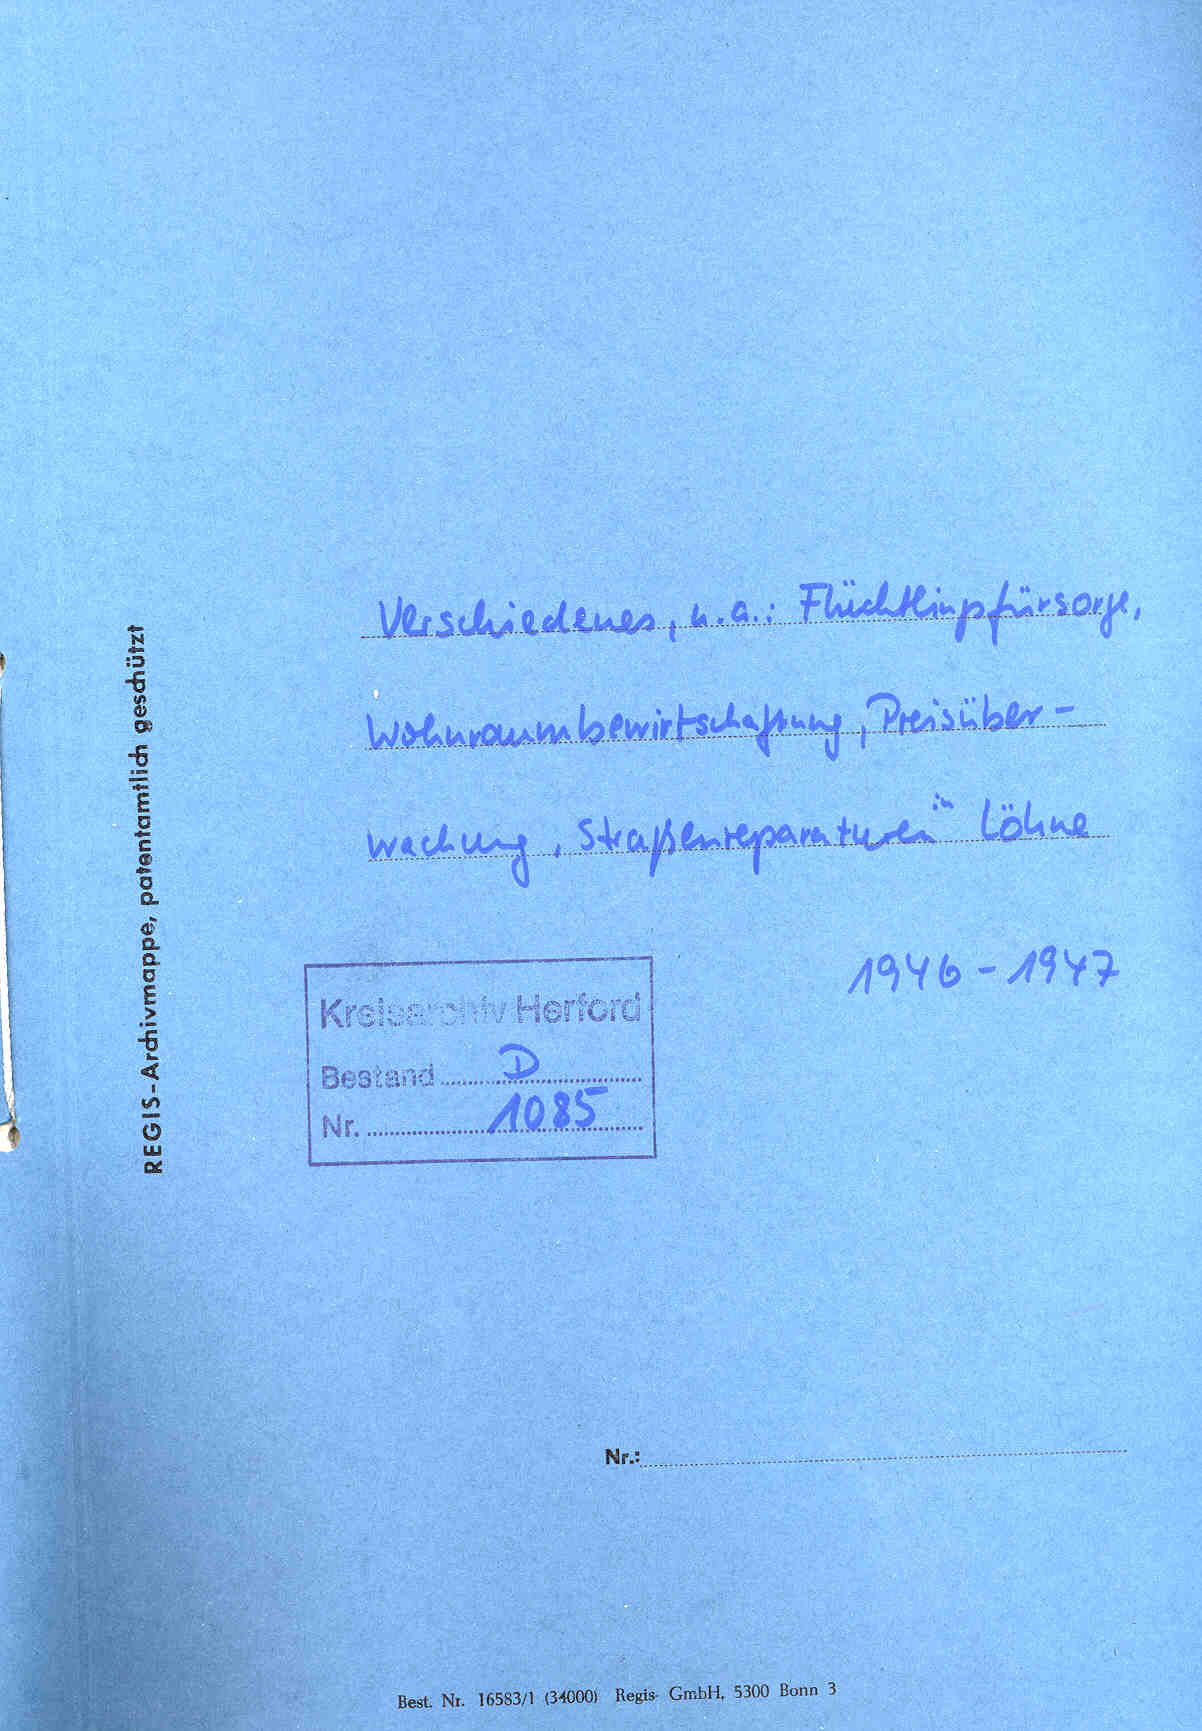 Verschiedenes, u.a.: Flüchtlingsfürsorge,
Wohnraumbewirtschaftung, Preisüber-
wachung, Straßenreparaturen in Löhne
1946 - 1947
Kreisarchiv Herford
Bestand D
Nr. 1085
REGIS-Archivmappe, patentamtlich geschützt
Nr.:
Best. Nr. 16583/1 (34000) Regis- GmbH, 5300 Bonn 3